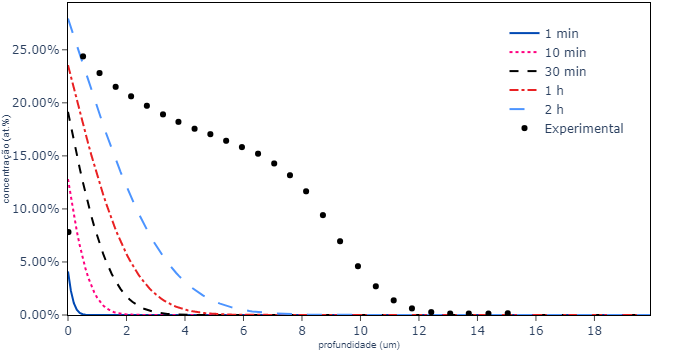 1 min
10 min
30 min
1 h
2 h
Experimental
25.00%
20.00%
15.00%
10.00%
5.00%
0.00%
concentração (at.%)
0 2 4 6 8 10 12 14 16 18
profundidade (um)